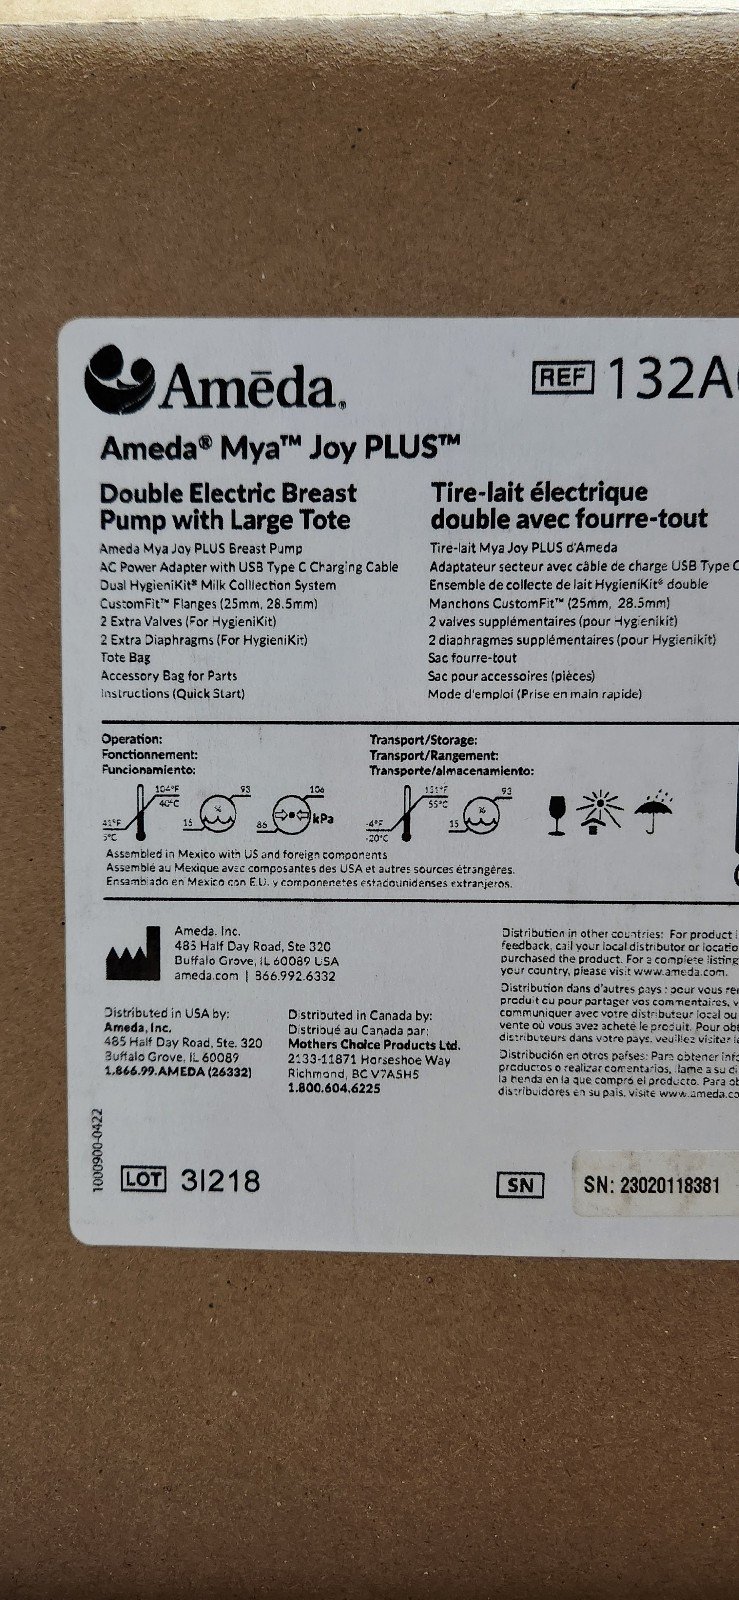 Amēda.
REF 132A
Ameda® Mya™ Joy PLUS™
Double Electric Breast
Pump with Large Tote
Ameda Mya Joy PLUS Breast Pump
AC Power Adapter with USB Type C Charging Cable
Dual HygieniKit® Milk Colllection System
CustomFit™ Flanges (25mm, 28.5mm)
2 Extra Valves (For HygieniKit)
2 Extra Diaphragms (For HygieniKit)
Tote Bag
Accessory Bag for Parts
Instructions (Quick Start)
Tire-lait électrique
double avec fourre-tout
Tire-lait Mya Joy PLUS d'Ameda
Adaptateur secteur avec câble de charge USB Type C
Ensemble de collecte de lait HygieniKit® double
Manchons CustomFit™ (25mm, 28.5mm)
2 valves supplémentaires (pour Hygienikit)
2 diaphragmes supplémentaires (pour Hygienikit)
Sac fourre-tout
Sac pour accessoires (pièces)
Mode d'emploi (Prise en main rapide)
Operation:
Fonctionnement:
Funcionamiento:
104°F
40°C
41°F
5°C
93
%
15
106
kPa
86
Transport/Storage:
Transport/Rangement:
Transporte/almacenamiento:
131°F
55°C
-4°F
-20°C
93
%
15
Assembled in Mexico with US and foreign components
Assemblé au Mexique avec composantes des USA et autres sources étrangères.
Ensamblado en Mexico con E.U. y componenetes estadounidenses extranjeros.
Ameda, Inc.
485 Half Day Road, Ste 320
Buffalo Grove, IL 60089 USA
ameda.com | 866.992.6332
Distributed in USA by:
Ameda, Inc.
485 Half Day Road, Ste. 320
Buffalo Grove, IL 60089
1.866.99.AMEDA (26332)
Distributed in Canada by:
Distribué au Canada par:
Mothers Choice Products Ltd.
2133-11871 Horseshoe Way
Richmond, BC V7A5H5
1.800.604.6225
Distribution in other countries: For product
feedback, call your local distributor or locatio
purchased the product. For a complete listing
your country, please visit www.ameda.com.
Distribution dans d'autres pays : pour vous re
produit ou pour partager vos commentaires, v
communiquer avec votre distributeur local ou
vente où vous avez acheté le produit. Pour ob
distributeurs dans votre pays, veuillez visiter
Distribución en otros países: Para obtener info
productos o realizar comentarios, llame a su di
la tienda en la que compró el producto. Para ob
distribuidores en su país, visite www.ameda.co
1000900-0422
LOT 3I218
SN SN: 23020118381